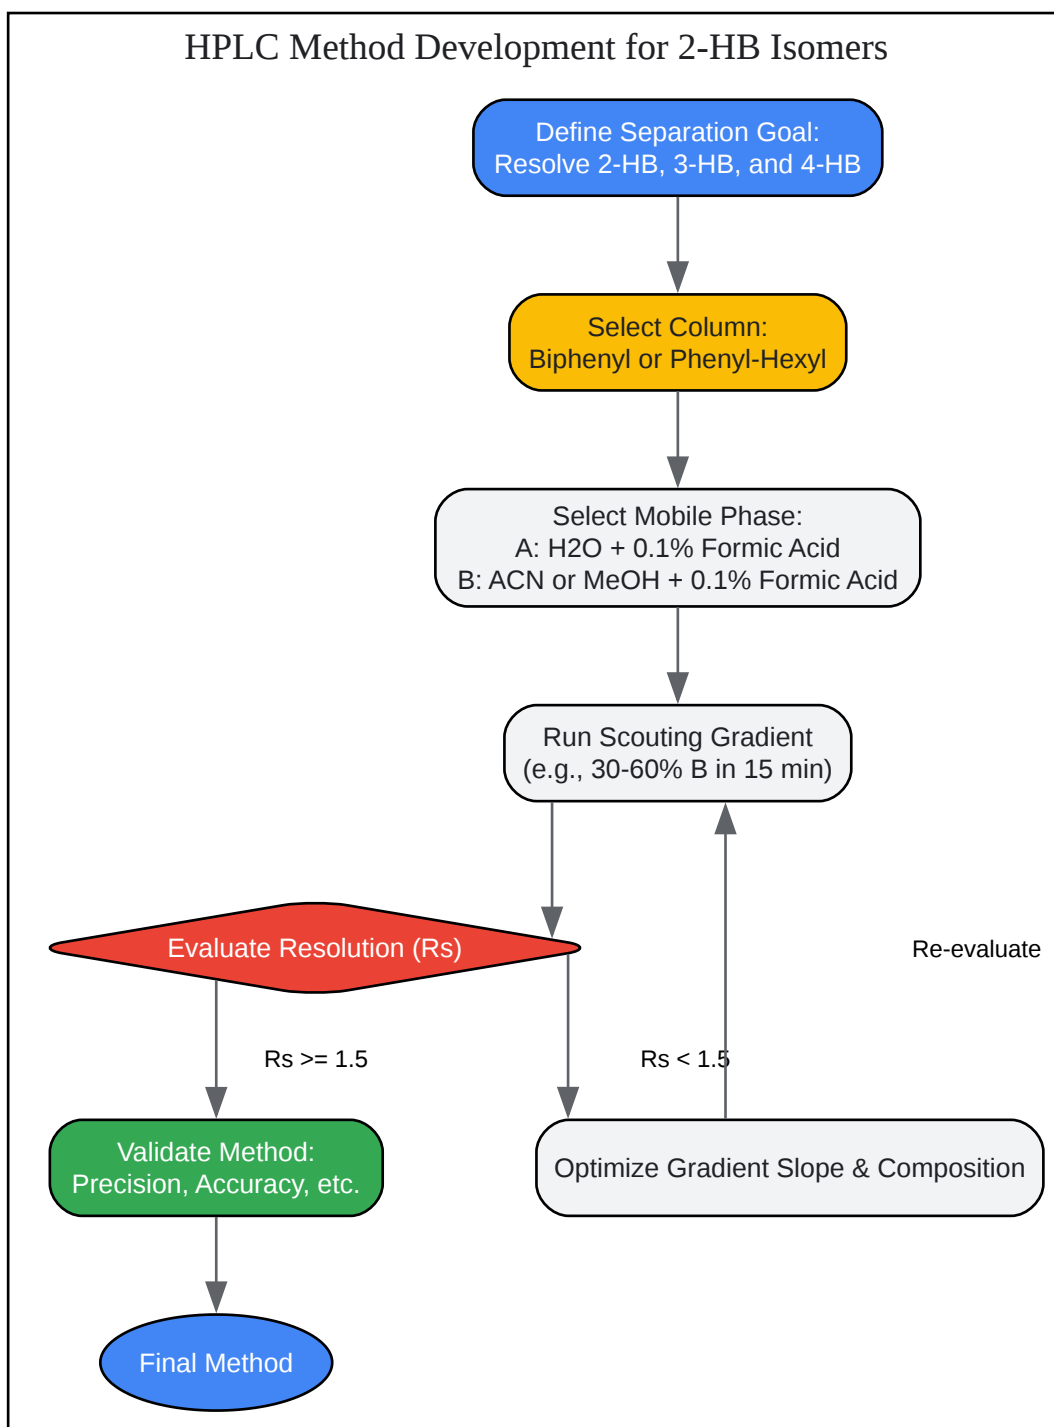 HPLC Method Development for 2-HB Isomers
Define Separation Goal:
Resolve 2-HB, 3-HB, and 4-HB
Select Column:
Biphenyl or Phenyl-Hexyl
Select Mobile Phase:
A: H2O + 0.1% Formic Acid
B: ACN or MeOH + 0.1% Formic Acid
Run Scouting Gradient
(e.g., 30-60% B in 15 min)
Evaluate Resolution (Rs)
Re-evaluate
Rs >= 1.5
Rs < 1.5
Validate Method:
Precision, Accuracy, etc.
Optimize Gradient Slope & Composition
Final Method